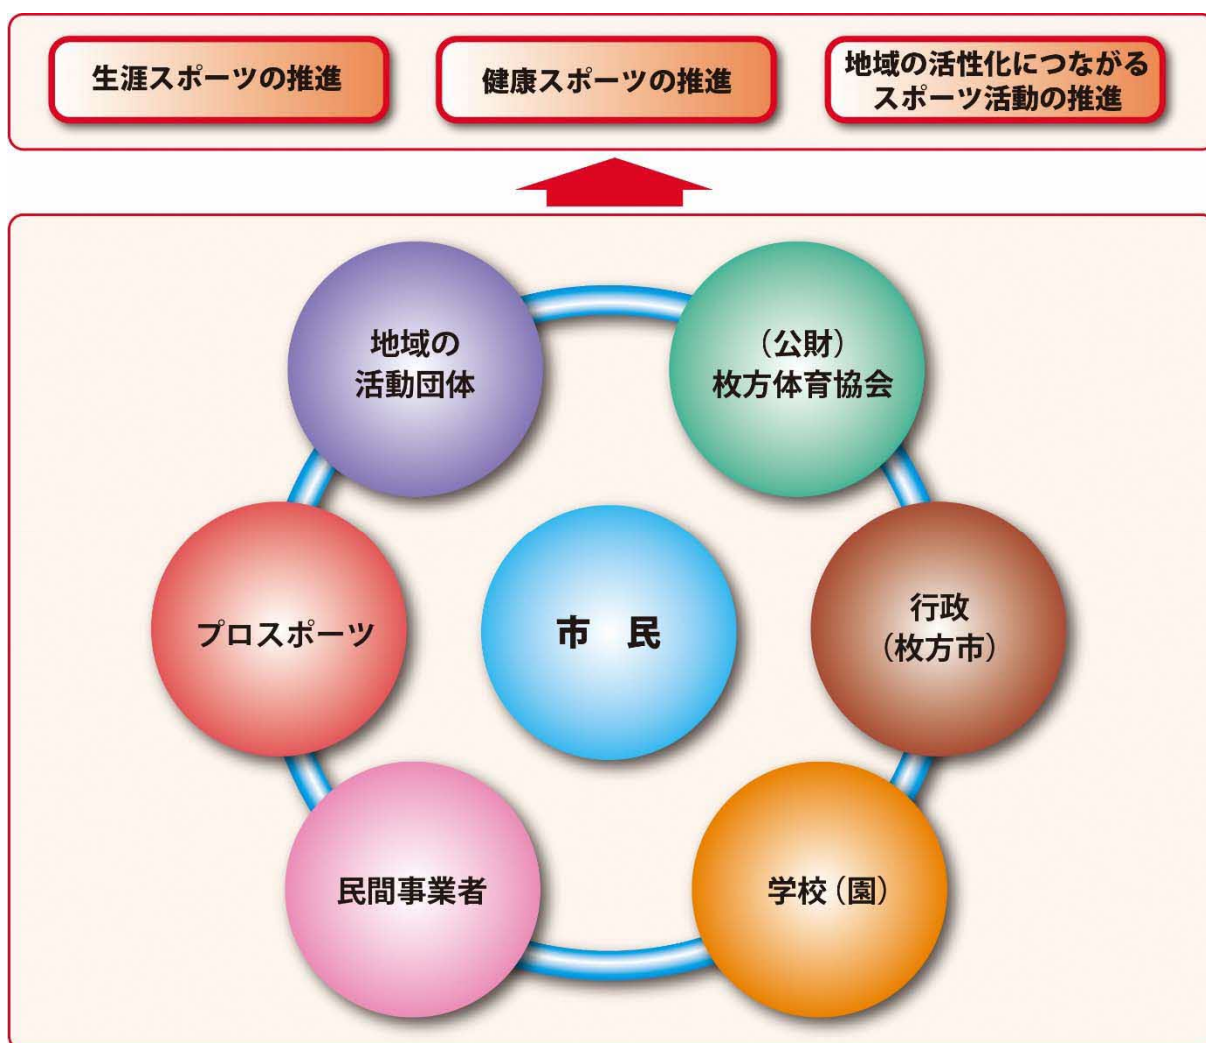 生涯スポーツの推進
健康スポーツの推進
地域の活性化につながる
スポーツ活動の推進
地域の
活動団体
（公財）
枚方体育協会
プロスポーツ
市　民
行政
（枚方市）
民間事業者
学校（園）